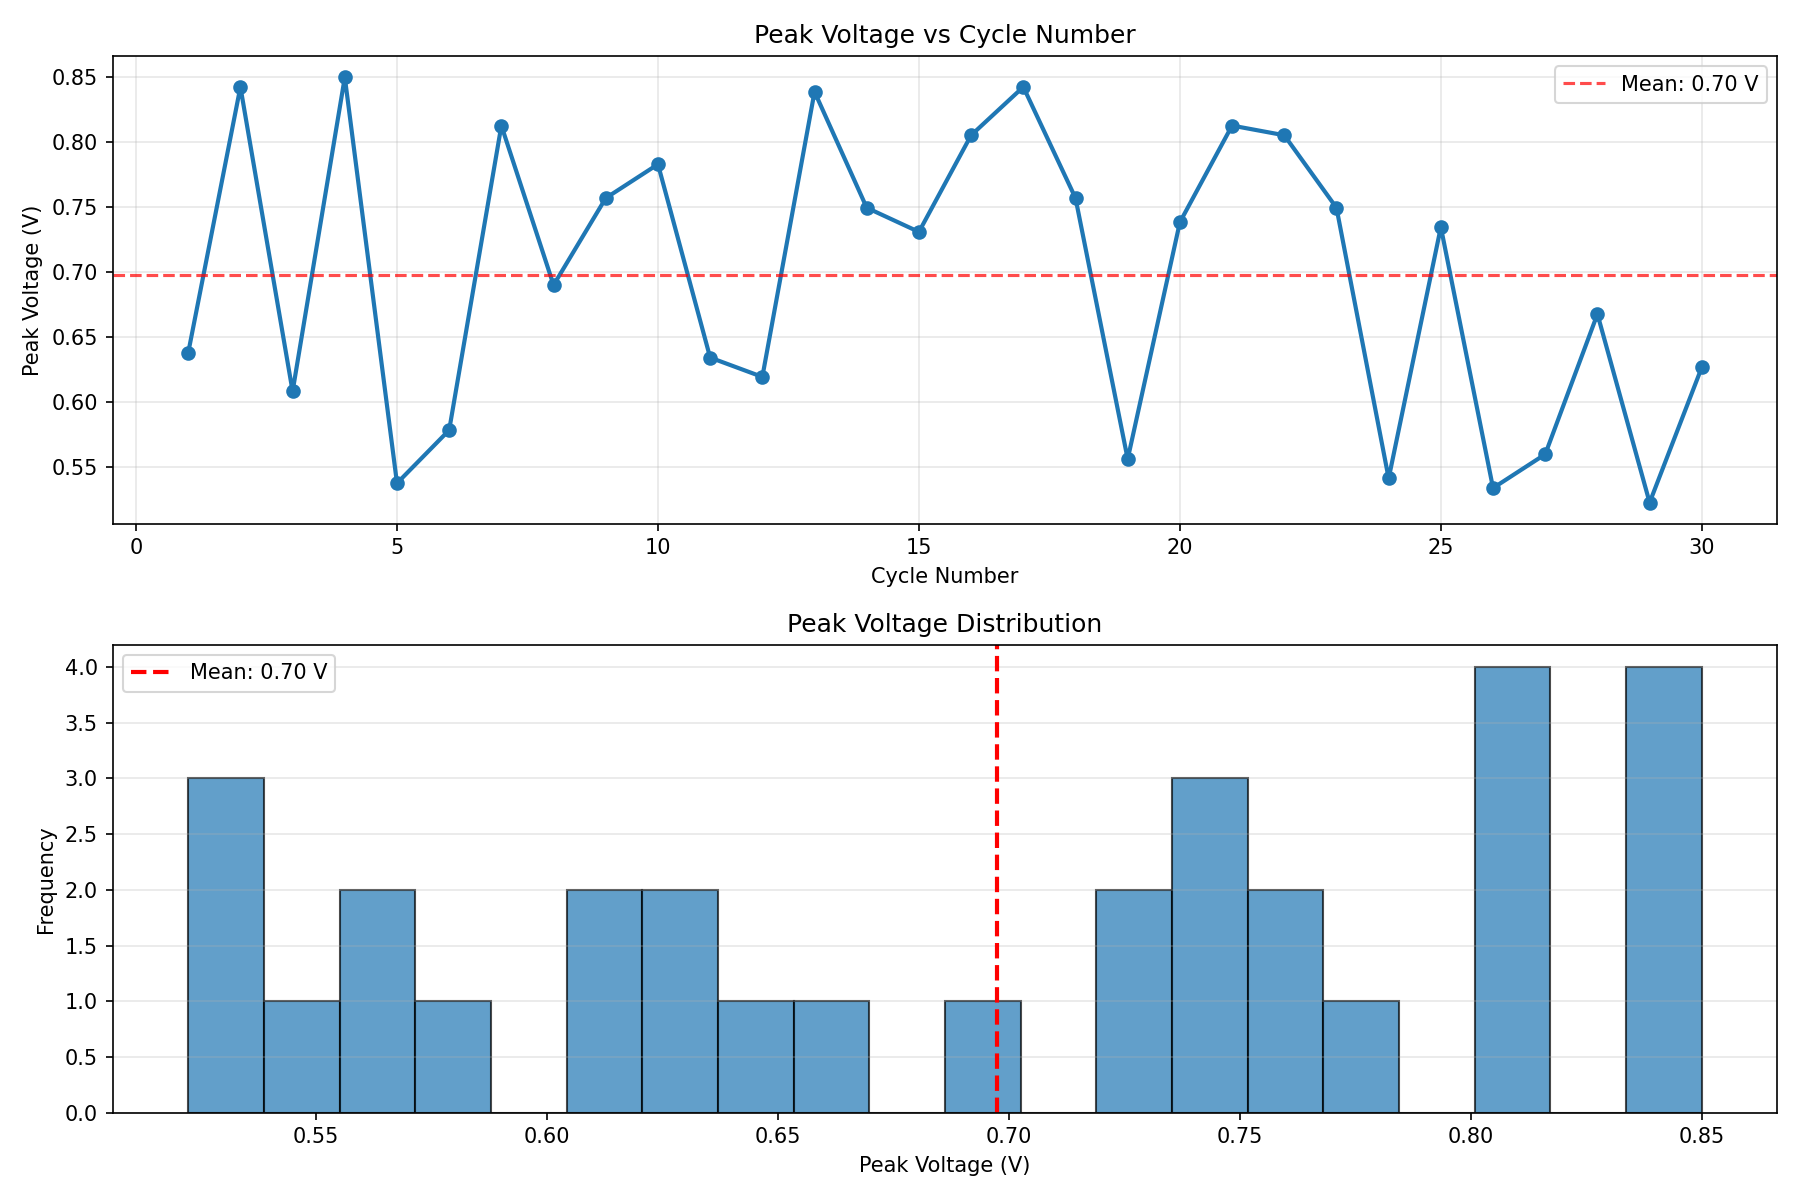 Peak Voltage vs Cycle Number
0.85
0.80
0.75
0.70
0.65
0.60
0.55
Peak Voltage (V)
Mean: 0.70 V
0 5 10 15 20 25 30
Cycle Number
Peak Voltage Distribution
4.0
3.5
3.0
2.5
2.0
1.5
1.0
0.5
0.0
Frequency
Mean: 0.70 V
0.55 0.60 0.65 0.70 0.75 0.80 0.85
Peak Voltage (V)